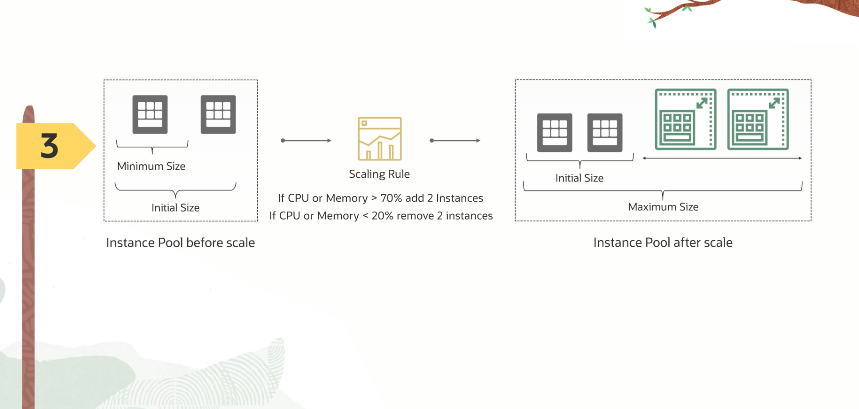 3
Minimum Size
Initial Size
Instance Pool before scale
Scaling Rule
If CPU or Memory > 70% add 2 Instances
If CPU or Memory < 20% remove 2 instances
Initial Size
Maximum Size
Instance Pool after scale